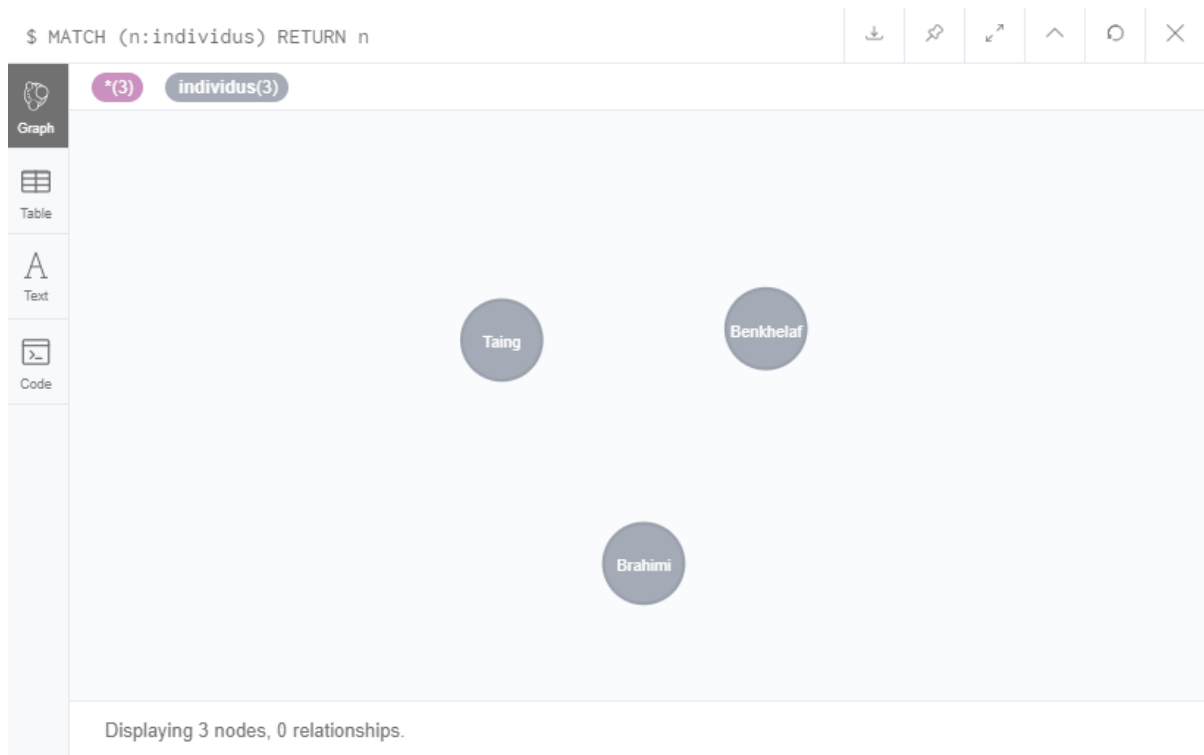 $ MATCH (n:individus) RETURN n
*(3) individus(3)
Graph
Table
A
Text
>_
Code
Taing
Benkhelaf
Brahimi
Displaying 3 nodes, 0 relationships.